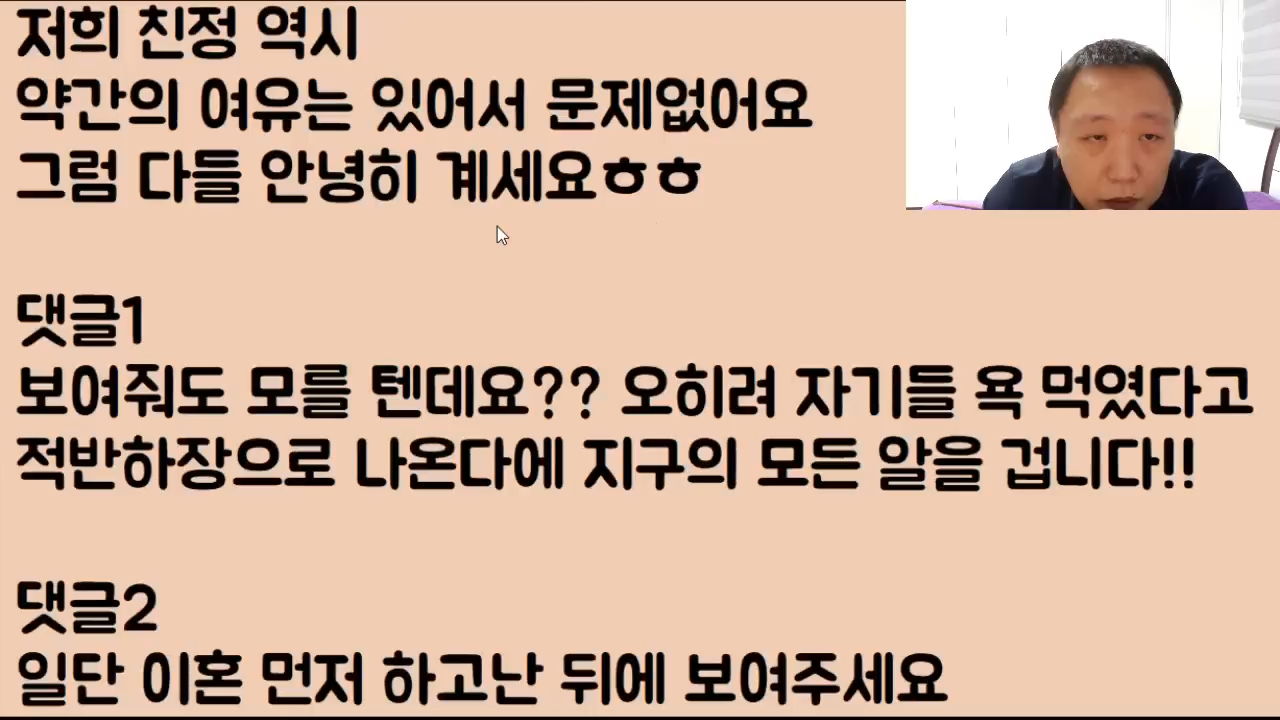 저희 친정 역시
약간의 여유는 있어서 문제없어요
그럼 다들 안녕히 계세요ㅎㅎ
댓글1
보여줘도 모를 텐데요?? 오히려 자기들 욕 먹였다고
적반하장으로 나온다에 지구의 모든 알을 겁니다!!
댓글2
일단 이혼 먼저 하고난 뒤에 보여주세요